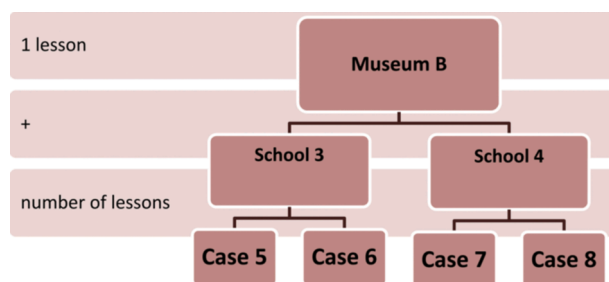 1 lesson
Museum B
+
School 3
School 4
number of lessons
Case 5
Case 6
Case 7
Case 8